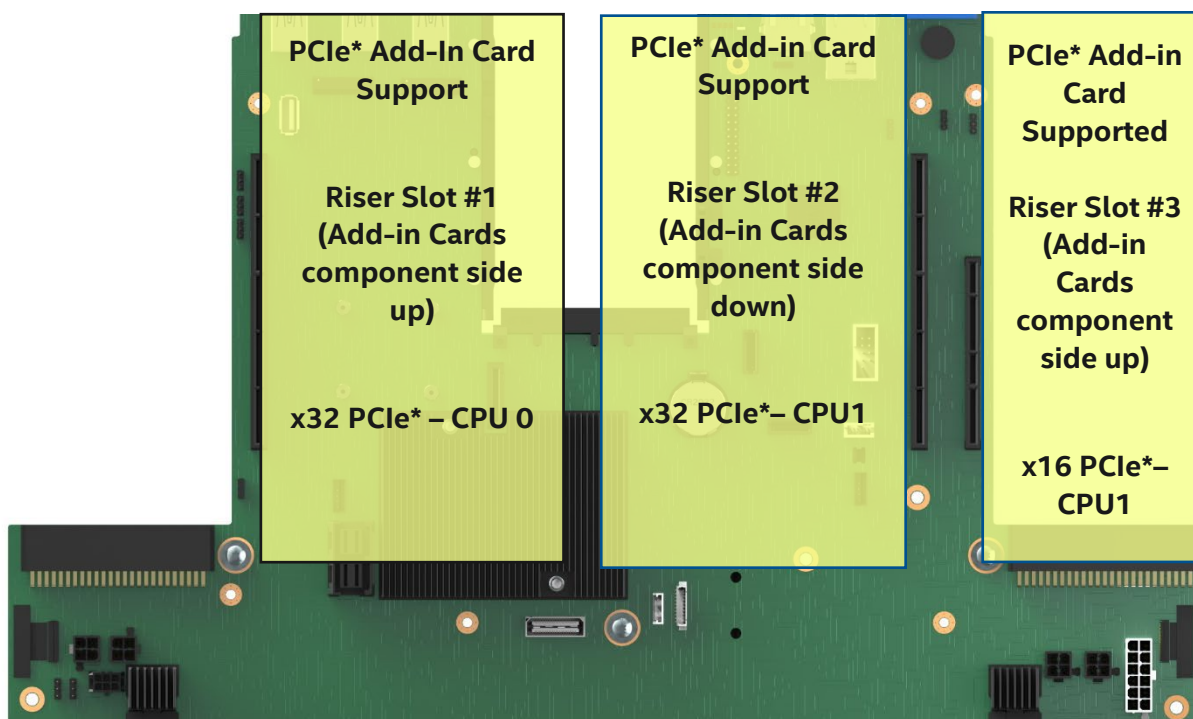 PCIe* Add-In Card
Support
Riser Slot #1
(Add-in Cards
component side
up)
x32 PCIe* – CPU 0
PCIe* Add-in Card
Support
Riser Slot #2
(Add-in Cards
component side
down)
x32 PCIe*– CPU1
PCIe* Add-in
Card
Supported
Riser Slot #3
(Add-in
Cards
component
side up)
x16 PCIe*–
CPU1